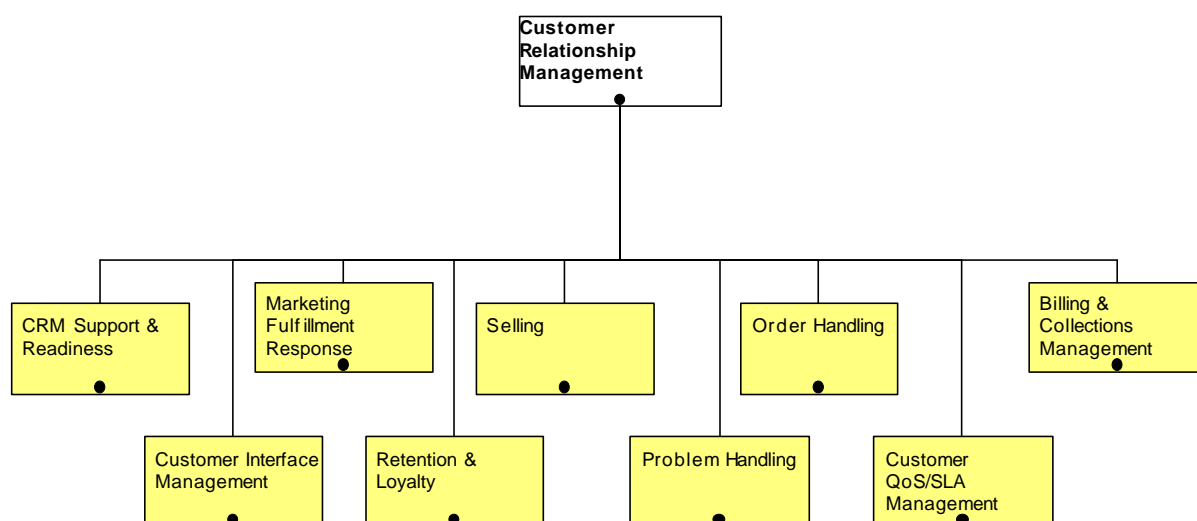 Customer
Relationship
Management
CRM Support &
Readiness
Marketing
Fulfillment
Response
Selling
Order Handling
Billing &
Collections
Management
Customer Interface
Management
Retention &
Loyalty
Problem Handling
Customer
QoS/SLA
Management